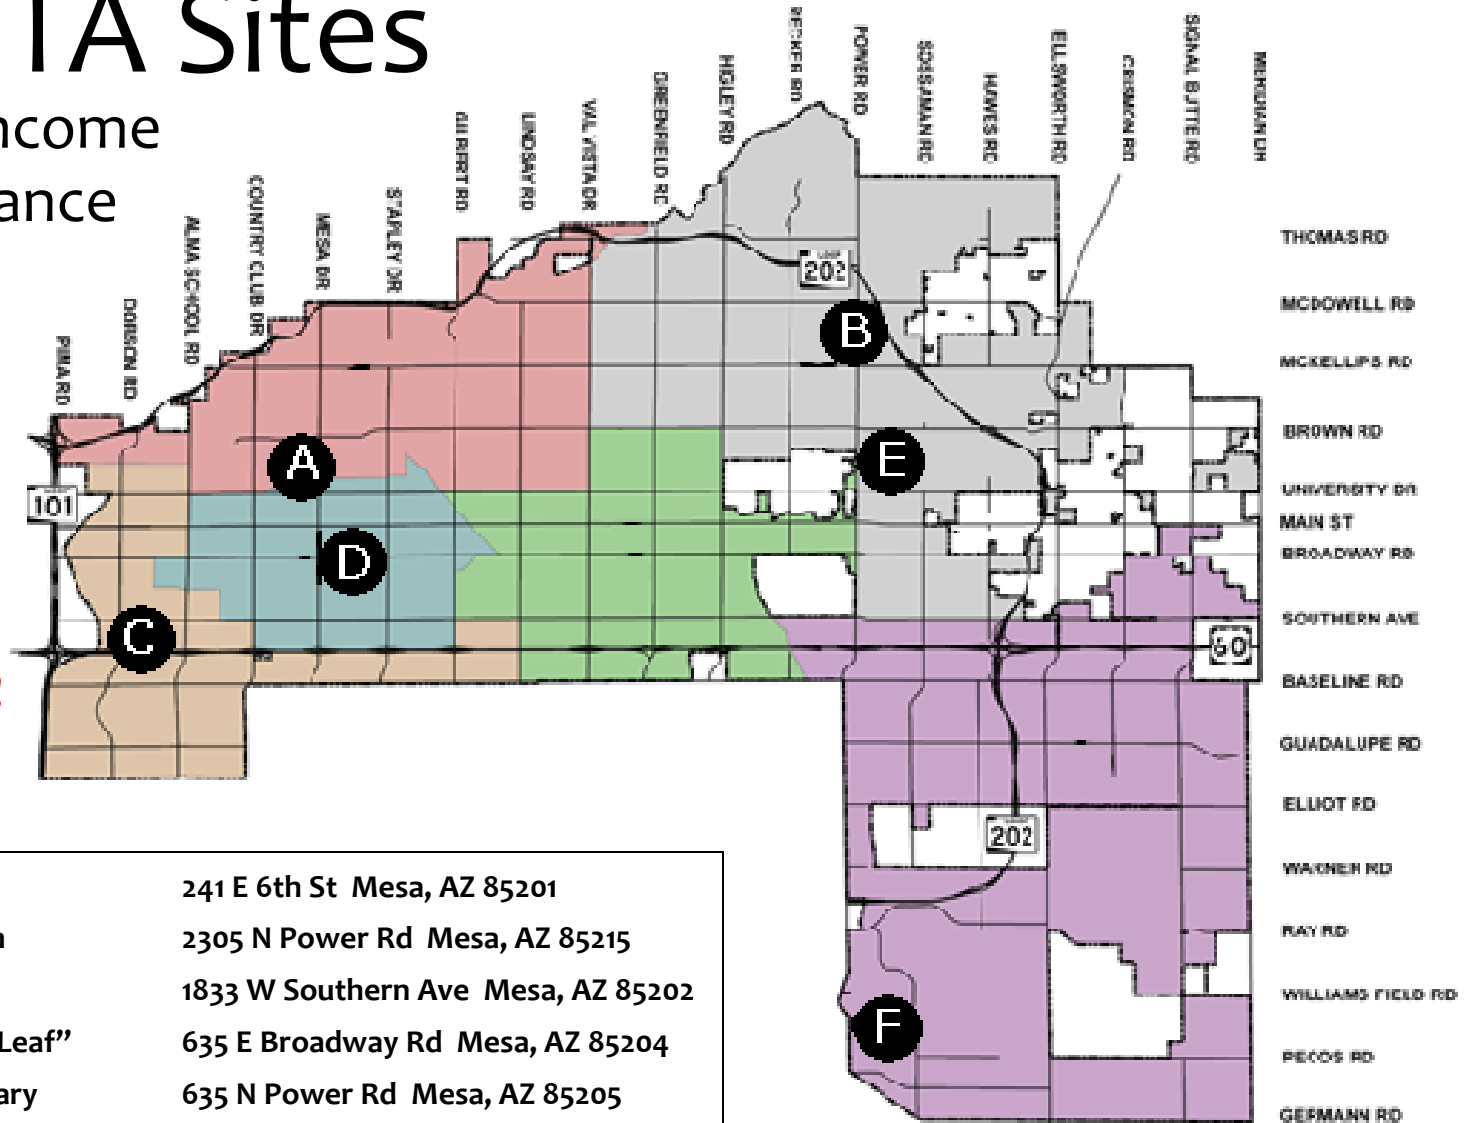 TA Sites
ncome
ance
PIMA RD
DOBSON RD
ALMA SCHOOL RD
COUNTRY CLUB DR
MESA DR
STAPLEY DR
GILBERT RD
LINDSAY RD
VAL VISTA DR
GREENFIELD RD
HIGLEY RD
RECKER RD
POWER RD
SOSSAMAN RD
HAWES RD
ELLSWORTH RD
CRISMON RD
SIGNAL BUTTE RD
MERIDIAN DR
THOMAS RD
MCDOWELL RD
MCKELLIPS RD
BROWN RD
UNIVERSITY DR
MAIN ST
BROADWAY RD
SOUTHERN AVE
BASELINE RD
GUADALUPE RD
ELLIOT RD
WARNER RD
RAY RD
WILLIAMS FIELD RD
PECOS RD
GERMANN RD
LOOP
202
101
60
202
A
B
C
D
E
F
241 E 6th St Mesa, AZ 85201
n 2305 N Power Rd Mesa, AZ 85215
1833 W Southern Ave Mesa, AZ 85202
Leaf” 635 E Broadway Rd Mesa, AZ 85204
ary 635 N Power Rd Mesa, AZ 85205